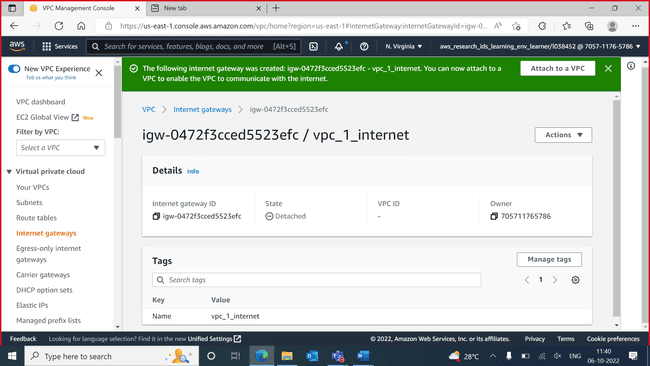 VPC Management Console
New tab
https://us-east-1.console.aws.amazon.com/vpc/home?region=us-east-1#InternetGateway:internetGatewayId=igw-0...
aws
Services
Search for services, features, blogs, docs, and more
[Alt+S]
N. Virginia
aws_research_ids_learning_env_learner/l038452 @ 7057-1176-5786
New VPC Experience
Tell us what you think
The following internet gateway was created: igw-0472f3cced5523efc - vpc_1_internet. You can now attach to a
VPC to enable the VPC to communicate with the internet.
Attach to a VPC
VPC dashboard
EC2 Global View
New
Filter by VPC:
Select a VPC
Virtual private cloud
Your VPCs
Subnets
Route tables
Internet gateways
Egress-only internet
gateways
Carrier gateways
DHCP option sets
Elastic IPs
Managed prefix lists
VPC
Internet gateways
igw-0472f3cced5523efc
igw-0472f3cced5523efc / vpc_1_internet
Actions
Details
Info
Internet gateway ID
igw-0472f3cced5523efc
State
Detached
VPC ID
-
Owner
705711765786
Tags
Manage tags
Search tags
1
Key
Value
Name
vpc_1_internet
Feedback
Looking for language selection? Find it in the new Unified Settings
© 2022, Amazon Web Services, Inc. or its affiliates.
Privacy
Terms
Cookie preferences
Type here to search
28°C
ENG
11:40
06-10-2022